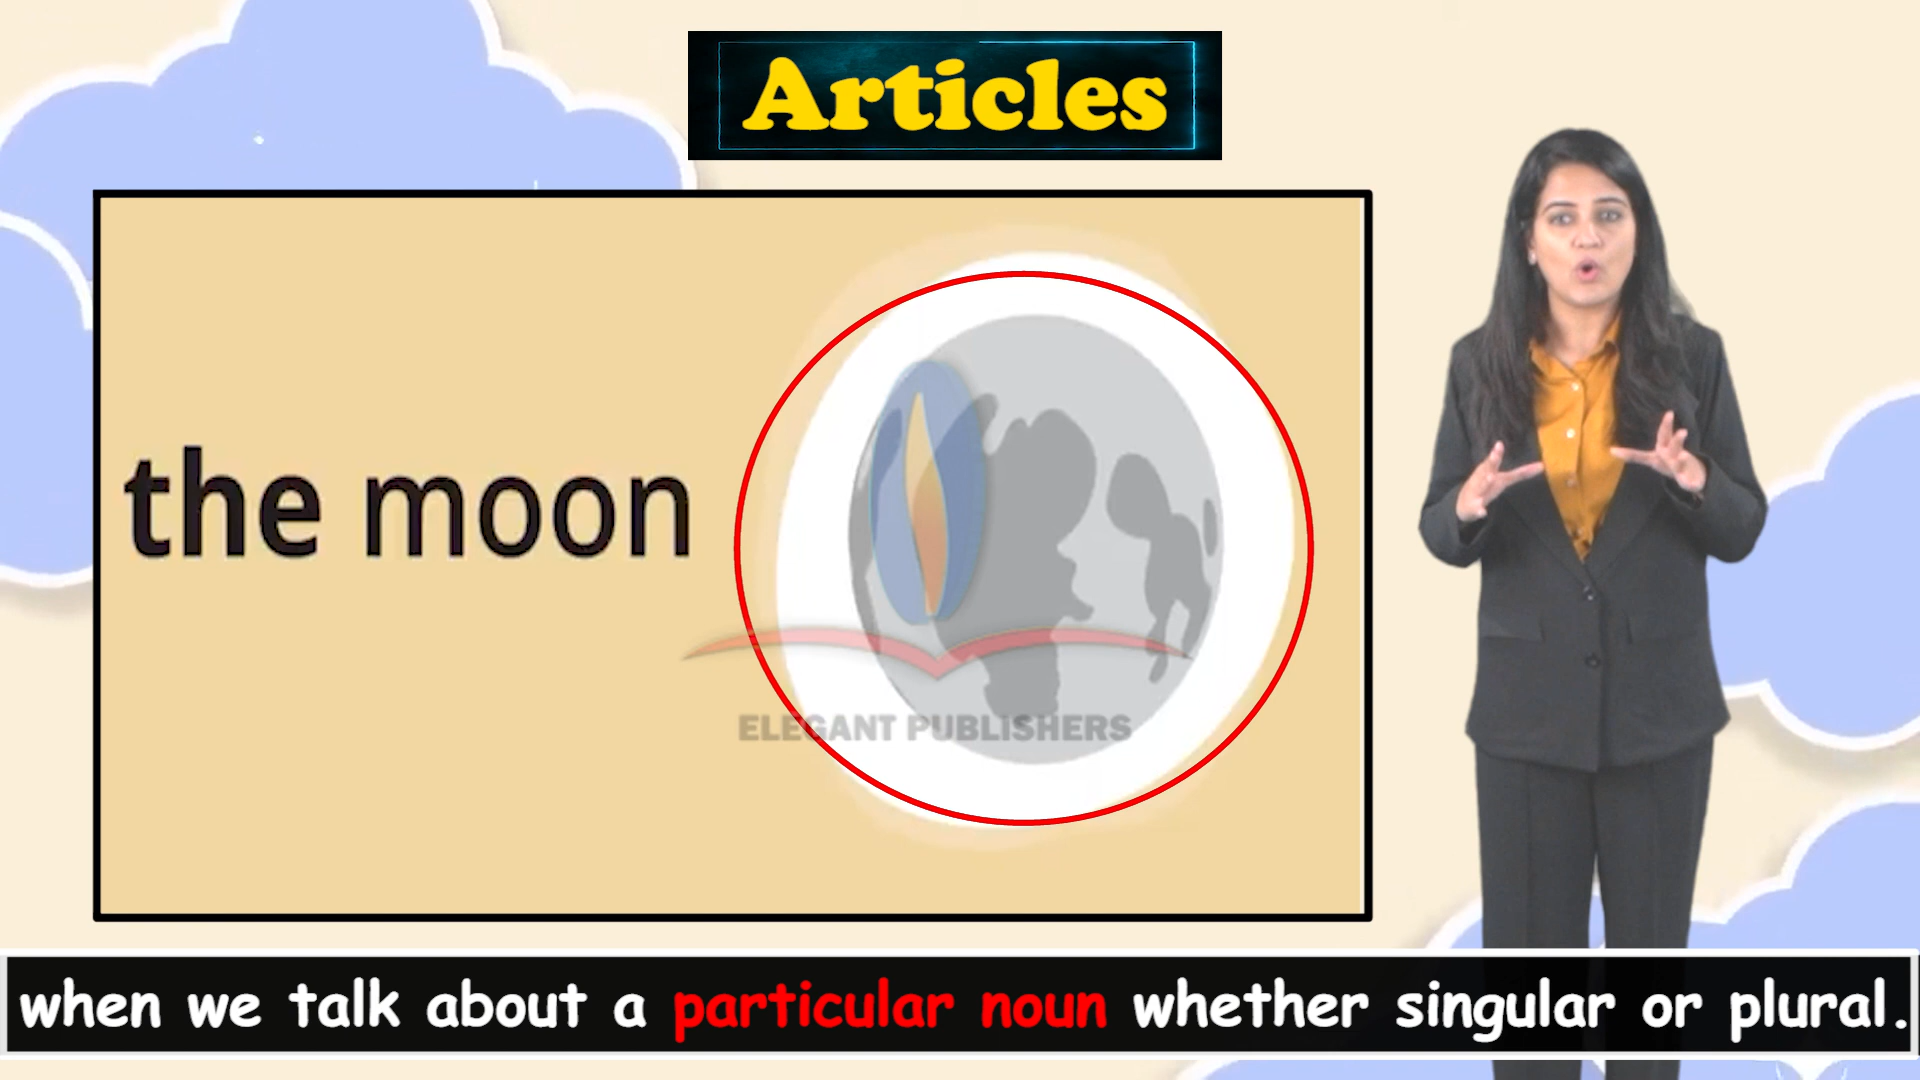 Articles
the moon
ELEGANT PUBLISHERS
when we talk about a particular noun whether singular or plural.